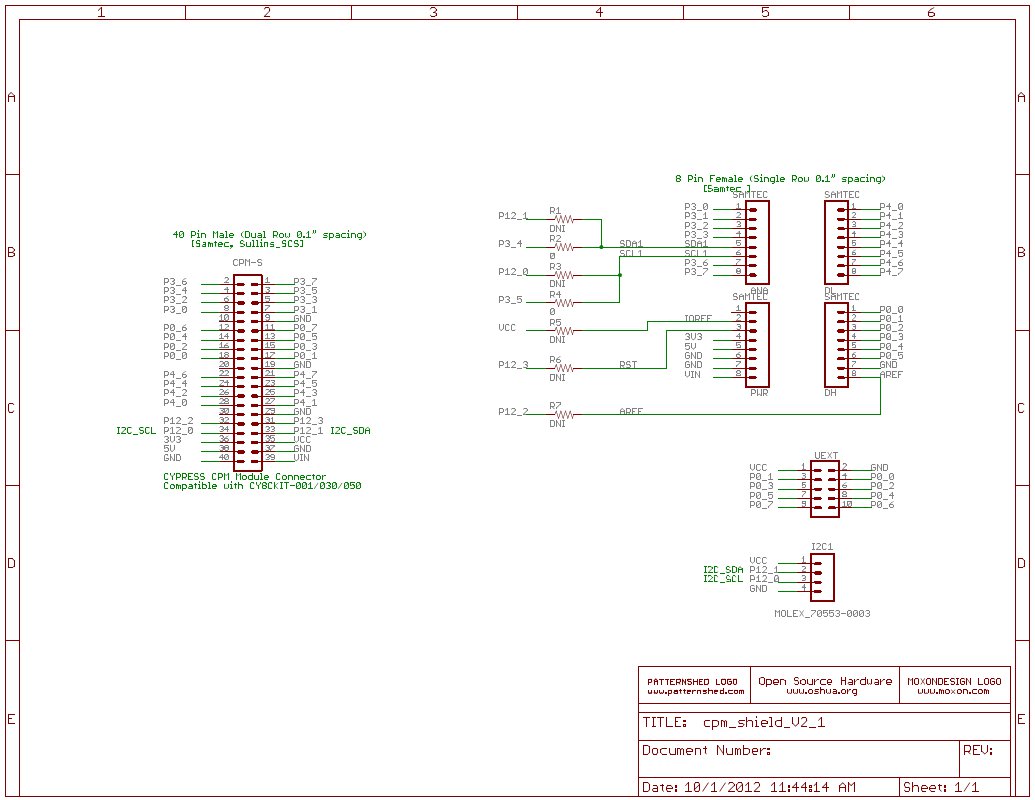 1 2 3 4 5 6
A A
B B
C C
D D
E E
40 Pin Male (Dual Row 0.1" spacing)
[Samtec, Sullins_SCS]
CPM-S
P3_6 2 1 P3_7
P3_4 4 3 P3_5
P3_2 6 5 P3_3
P3_0 8 7 P3_1
10 9 GND
P0_6 12 11 P0_7
P0_4 14 13 P0_5
P0_2 16 15 P0_3
P0_0 18 17 P0_1
20 19 GND
P4_6 22 21 P4_7
P4_4 24 23 P4_5
P4_2 26 25 P4_3
P4_0 28 27 P4_1
30 29 GND
P12_2 32 31 P12_3
I2C_SCL P12_0 34 33 P12_1 I2C_SDA
3V3 36 35 VCC
5V 38 37 GND
GND 40 39 VIN
CYPRESS CPM Module Connector
Compatible with CY8CKIT-001/030/050
P12_1 R1 DNI
P3_4 R2 0 SDA1 SDA1
P12_0 R3 DNI SCL1 SCL1
P3_5 R4 0
VCC R5 DNI IOREF
P12_3 R6 DNI RST
P12_2 R7 DNI AREF
8 Pin Female (Single Row 0.1" spacing)
[Samtec ]
SAMTEC
P3_0 1
P3_1 2
P3_2 3
P3_3 4
SDA1 5
SCL1 6
P3_6 7
P3_7 8
ANA
SAMTEC
1 P4_0
2 P4_1
3 P4_2
4 P4_3
5 P4_4
6 P4_5
7 P4_6
8 P4_7
DL
SAMTEC
1
IOREF 2
3
3V3 4
5V 5
GND 6
GND 7
VIN 8
PWR
SAMTEC
1 P0_0
2 P0_1
3 P0_2
4 P0_3
5 P0_4
6 P0_5
7 GND
8 AREF
DH
UEXT
VCC 1 2 GND
P0_1 3 4 P0_0
P0_3 5 6 P0_2
P0_5 7 8 P0_4
P0_7 9 10 P0_6
I2C1
VCC 1
I2C_SDA P12_1 2
I2C_SCL P12_0 3
GND 4
MOLEX_70553-0003
PATTERNSHED LOGO
www.patternshed.com
Open Source Hardware
www.oshua.org
MOXONDESIGN LOGO
www.moxon.com
TITLE: cpm_shield_V2_1
Document Number:
REV:
Date: 10/1/2012 11:44:14 AM
Sheet: 1/1